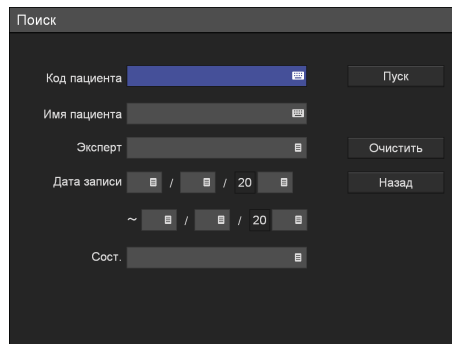 Поиск
Код пациента Пуск
Имя пациента
Эксперт Очистить
Дата записи / / 20 Назад
~ / / 20
Сост.